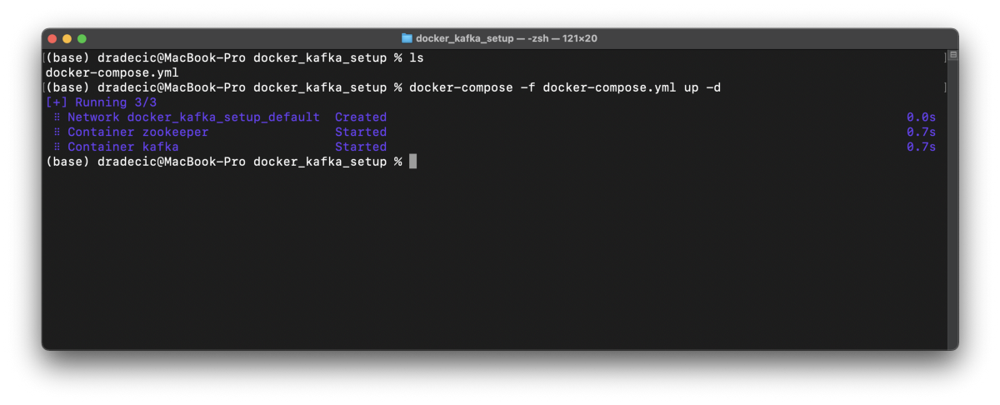 docker_kafka_setup — -zsh — 121×20
[(base) dradecic@MacBook-Pro docker_kafka_setup % ls ]
docker-compose.yml
[(base) dradecic@MacBook-Pro docker_kafka_setup % docker-compose -f docker-compose.yml up -d ]
[+] Running 3/3
⠿ Network docker_kafka_setup_default Created 0.0s
⠿ Container zookeeper Started 0.7s
⠿ Container kafka Started 0.7s
(base) dradecic@MacBook-Pro docker_kafka_setup %